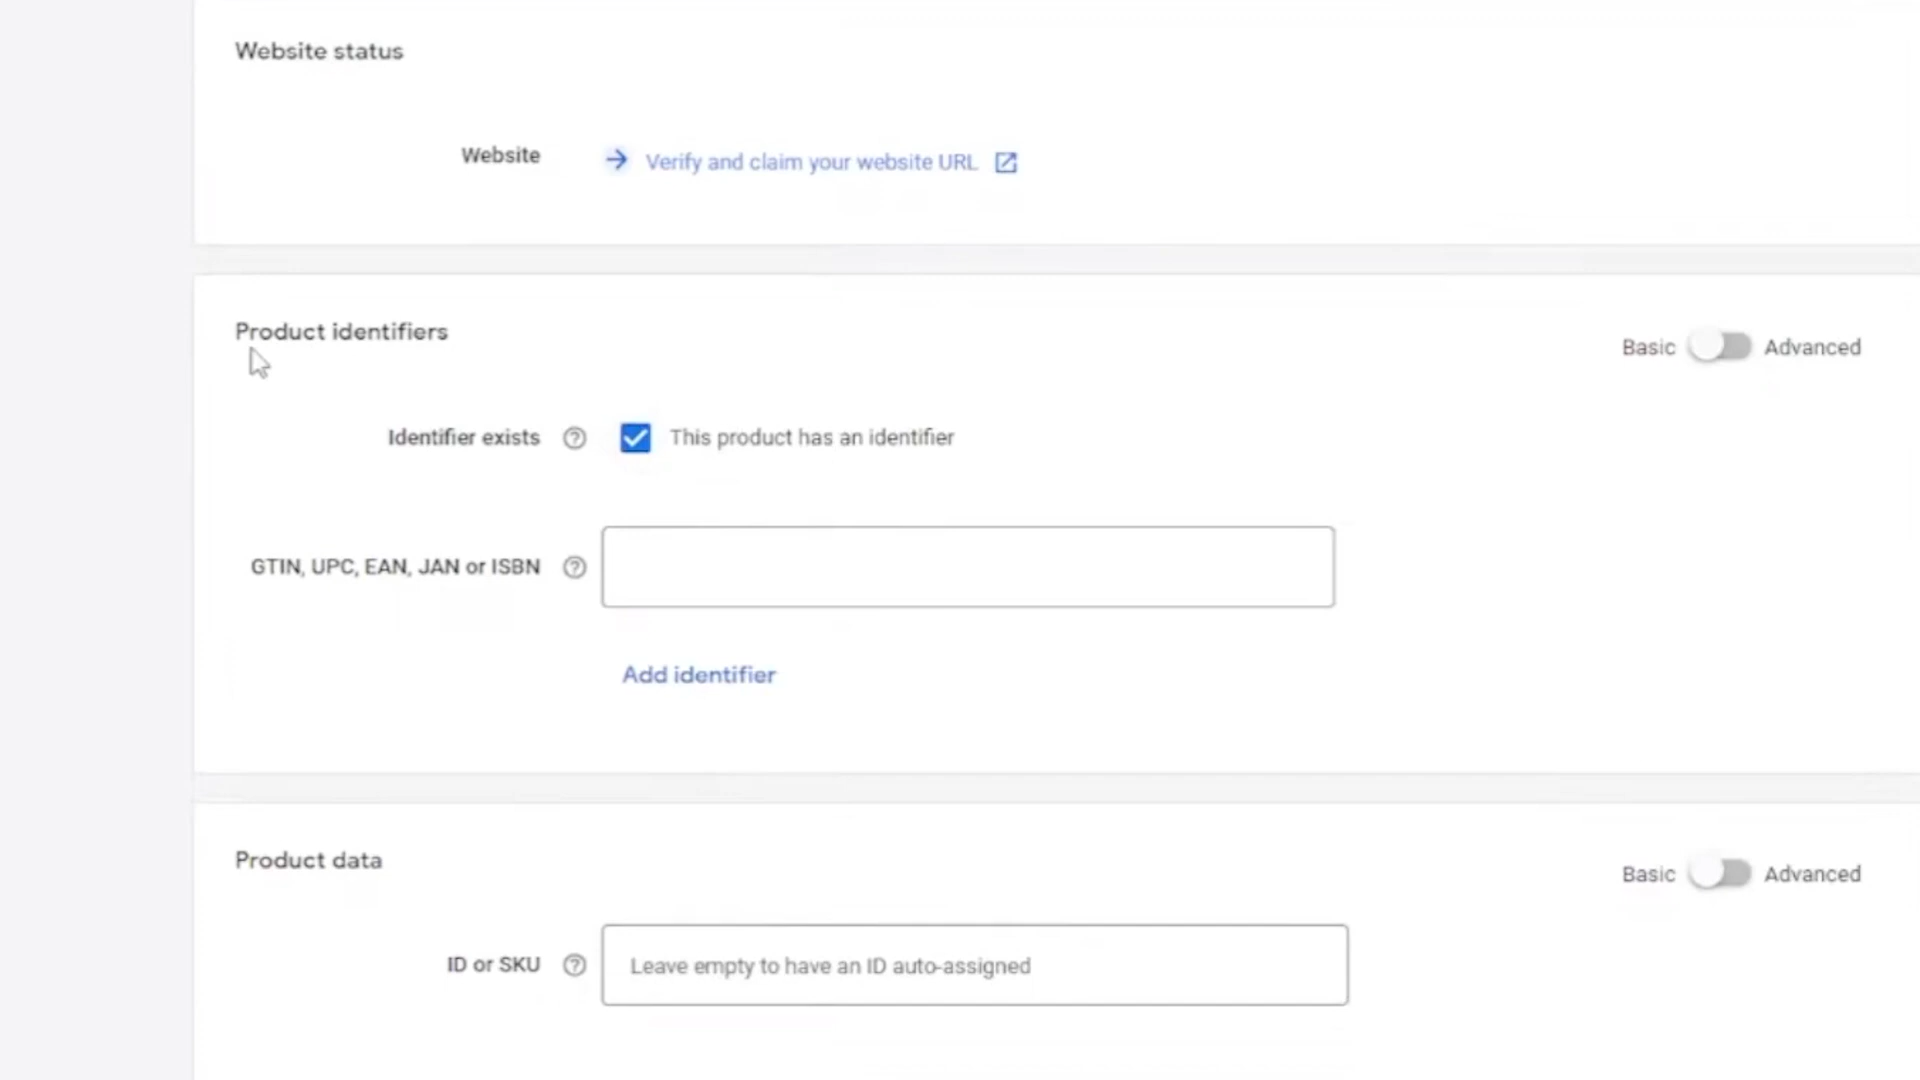 Website status
Website
Verify and claim your website URL
Product identifiers
Basic Advanced
Identifier exists
This product has an identifier
GTIN, UPC, EAN, JAN or ISBN
Add identifier
Product data
Basic Advanced
ID or SKU
Leave empty to have an ID auto-assigned